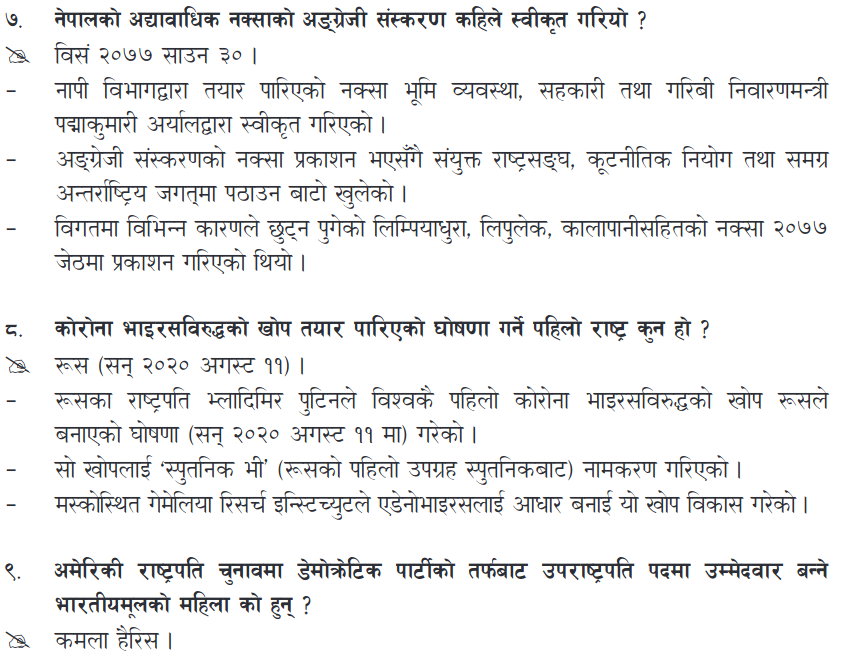 ७. नेपालको अद्यावाधिक नक्साको अङ्ग्रेजी संस्करण कहिले स्वीकृत गरियो ?
विसं २०७७ साउन ३० ।
– नापी विभागद्वारा तयार पारिएको नक्सा भूमि व्यवस्था, सहकारी तथा गरिबी निवारणमन्त्री
पद्माकुमारी अर्यालद्वारा स्वीकृत गरिएको ।
– अङ्ग्रेजी संस्करणको नक्सा प्रकाशन भएसँगै संयुक्त राष्ट्रसङ्घ, कूटनीतिक नियोग तथा समग्र
अन्तर्राष्ट्रिय जगत्‌मा पठाउन बाटो खुलेको ।
– विगतमा विभिन्न कारणले छुट्न पुगेको लिम्पियाधुरा, लिपुलेक, कालापानीसहितको नक्सा २०७७
जेठमा प्रकाशन गरिएको थियो ।
८. कोरोना भाइरसविरुद्धको खोप तयार पारिएको घोषणा गर्ने पहिलो राष्ट्र कुन हो ?
रूस (सन् २०२० अगस्ट ११) ।
– रूसका राष्ट्रपति भ्लादिमिर पुटिनले विश्वकै पहिलो कोरोना भाइरसविरुद्धको खोप रूसले
बनाएको घोषणा (सन् २०२० अगस्ट ११ मा) गरेको ।
– सो खोपलाई ‘स्पुतनिक भी’ (रूसको पहिलो उपग्रह स्पुतनिकबाट) नामकरण गरिएको ।
– मस्कोस्थित गेमेलिया रिसर्च इन्स्टिच्युटले एडेनोभाइरसलाई आधार बनाई यो खोप विकास गरेको ।
९. अमेरिकी राष्ट्रपति चुनावमा डेमोक्रेटिक पार्टीको तर्फबाट उपराष्ट्रपति पदमा उम्मेदवार बन्ने
भारतीयमूलको महिला को हुन् ?
कमला हैरिस ।